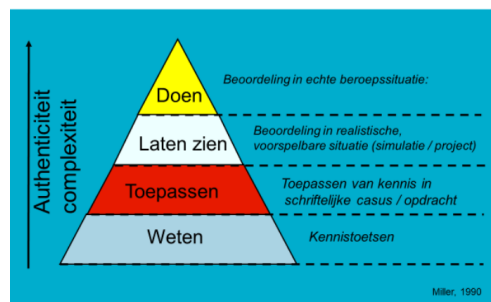 Authenticiteit
complexiteit
Doen
Beoordeling in echte beroepssituatie:
Laten zien
Beoordeling in realistische,
voorspelbare situatie (simulatie / project)
Toepassen
Toepassen van kennis in
schriftelijke casus / opdracht
Weten
Kennistoetsen
Miller, 1990